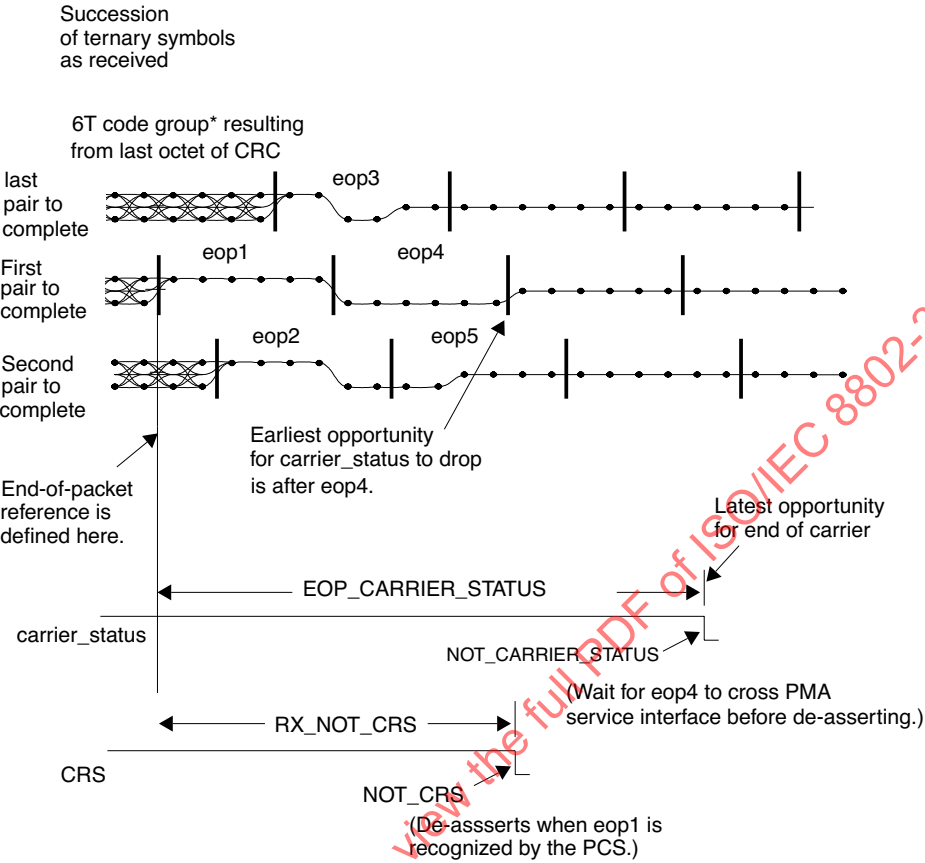 Succession
of ternary symbols
as received
6T code group* resulting
from last octet of CRC
last
pair to
complete
eop3
First
pair to
complete
eop1
eop4
Second
pair to
complete
eop2
eop5
Earliest opportunity
for carrier_status to drop
is after eop4.
End-of-packet
reference is
defined here.
Latest opportunity
for end of carrier
EOP_CARRIER_STATUS
carrier_status
NOT_CARRIER_STATUS
(Wait for eop4 to cross PMA
service interface before de-asserting.)
RX_NOT_CRS
CRS
NOT_CRS
(De-assserts when eop1 is
recognized by the PCS.)
view the full PDF of ISO/IEC 8802-